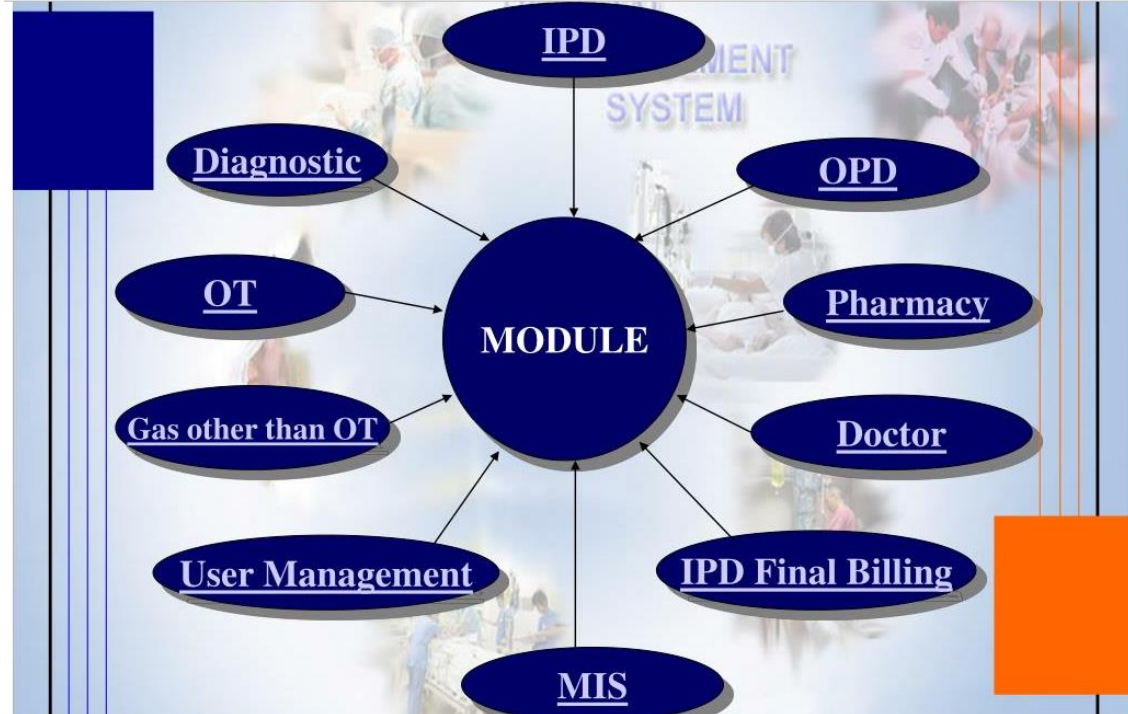 IPD
MENT
SYSTEM
Diagnostic
OPD
OT
Pharmacy
MODULE
Gas other than OT
Doctor
User Management
IPD Final Billing
MIS